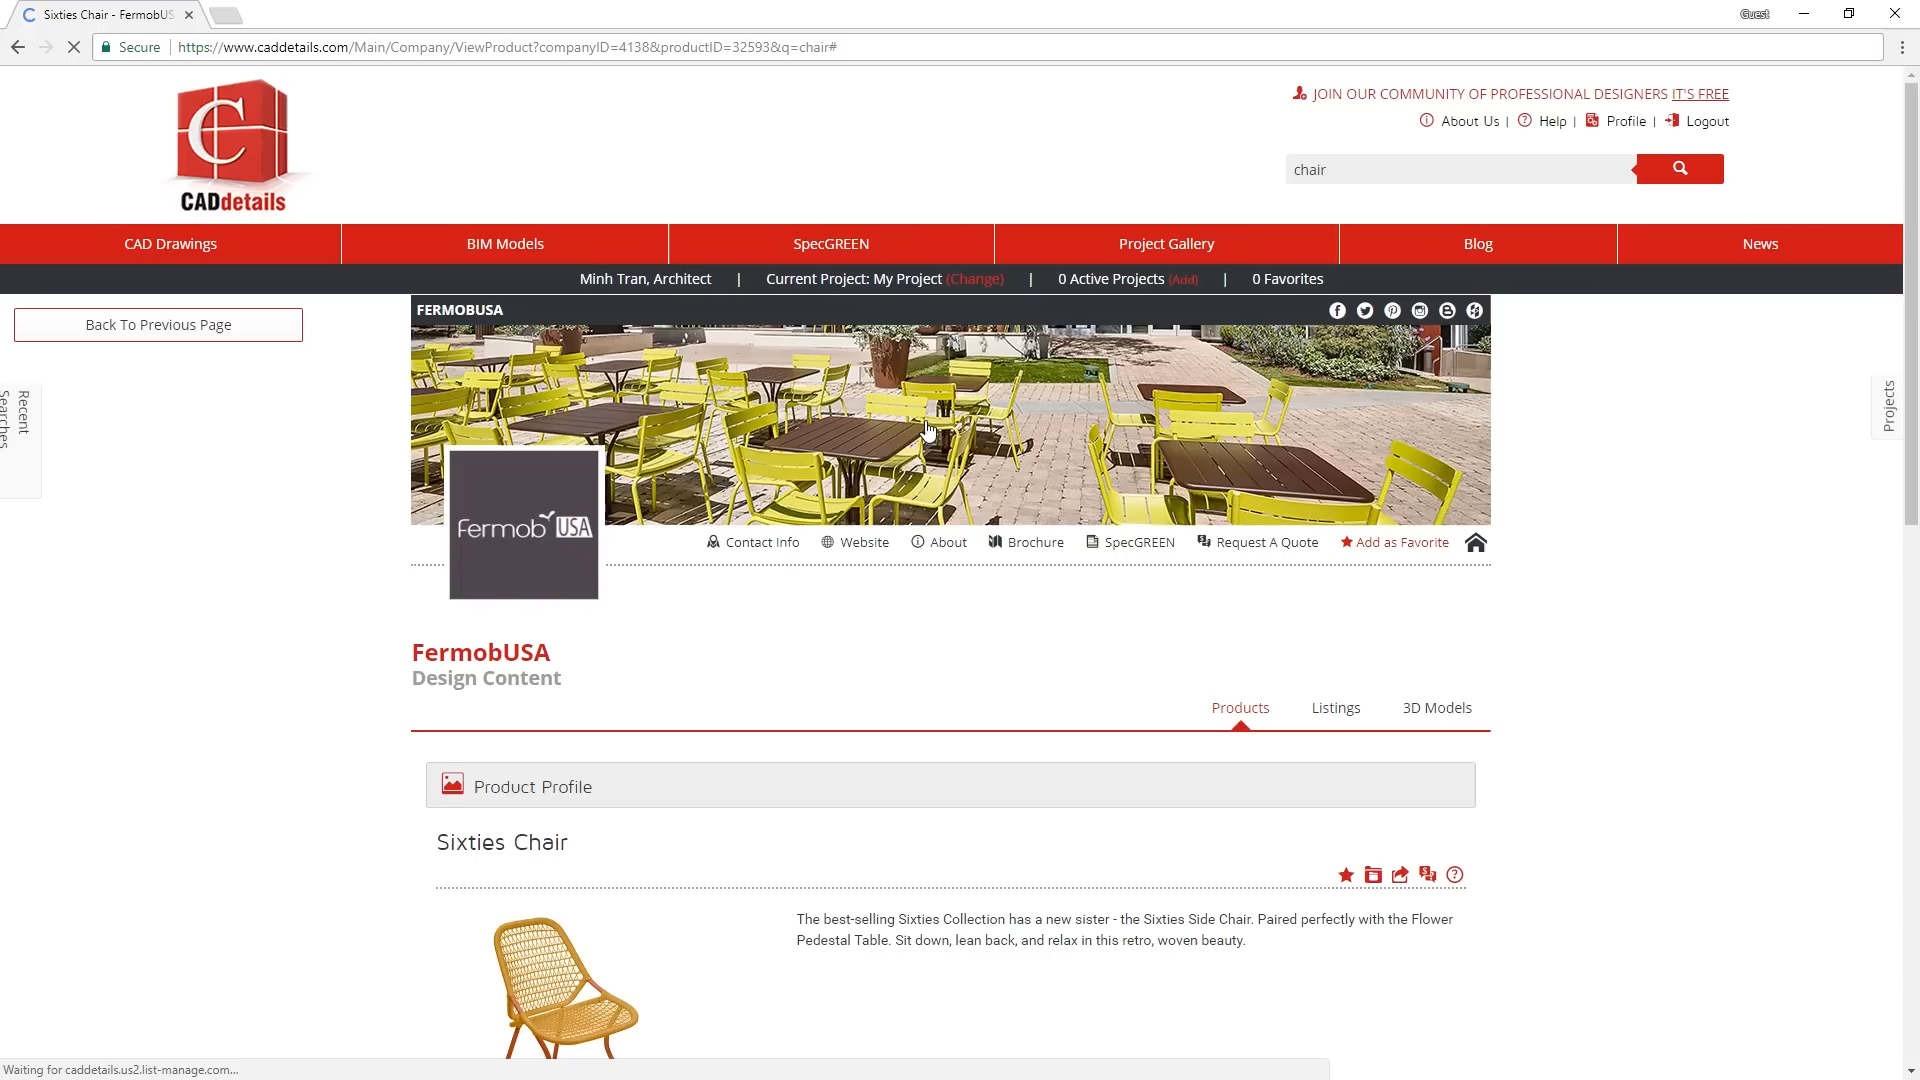 Sixties Chair - FermobUS
Guest
Secure
https://www.caddetails.com/Main/Company/ViewProduct?companyID=4138&productID=32593&q=chair#
JOIN OUR COMMUNITY OF PROFESSIONAL DESIGNERS IT'S FREE
About Us | Help | Profile | Logout
C
CADdetails
chair
CAD Drawings
BIM Models
SpecGREEN
Project Gallery
Blog
News
Minh Tran, Architect | Current Project: My Project (Change) | 0 Active Projects (Add) | 0 Favorites
Back To Previous Page
FERMOBUSA
Recent
Searches
Projects
fermob USA
Contact Info
Website
About
Brochure
SpecGREEN
Request A Quote
Add as Favorite
FermobUSA
Design Content
Products
Listings
3D Models
Product Profile
Sixties Chair
The best-selling Sixties Collection has a new sister - the Sixties Side Chair. Paired perfectly with the Flower
Pedestal Table. Sit down, lean back, and relax in this retro, woven beauty.
Waiting for caddetails.us2.list-manage.com...